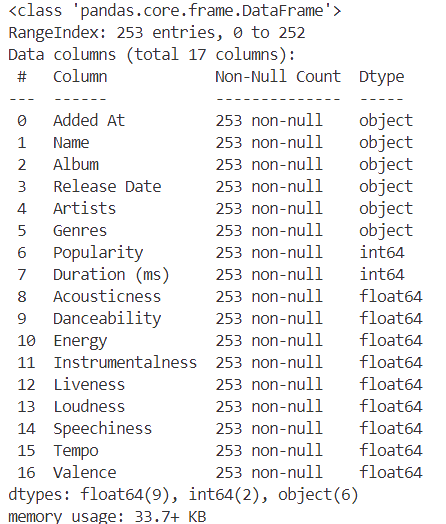 <class 'pandas.core.frame.DataFrame'>
RangeIndex: 253 entries, 0 to 252
Data columns (total 17 columns):
 #   Column            Non-Null Count  Dtype
---  ------            --------------  -----
 0   Added At          253 non-null    object
 1   Name              253 non-null    object
 2   Album             253 non-null    object
 3   Release Date      253 non-null    object
 4   Artists           253 non-null    object
 5   Genres            253 non-null    object
 6   Popularity        253 non-null    int64
 7   Duration (ms)     253 non-null    int64
 8   Acousticness      253 non-null    float64
 9   Danceability      253 non-null    float64
 10  Energy            253 non-null    float64
 11  Instrumentalness  253 non-null    float64
 12  Liveness          253 non-null    float64
 13  Loudness          253 non-null    float64
 14  Speechiness       253 non-null    float64
 15  Tempo             253 non-null    float64
 16  Valence           253 non-null    float64
dtypes: float64(9), int64(2), object(6)
memory usage: 33.7+ KB